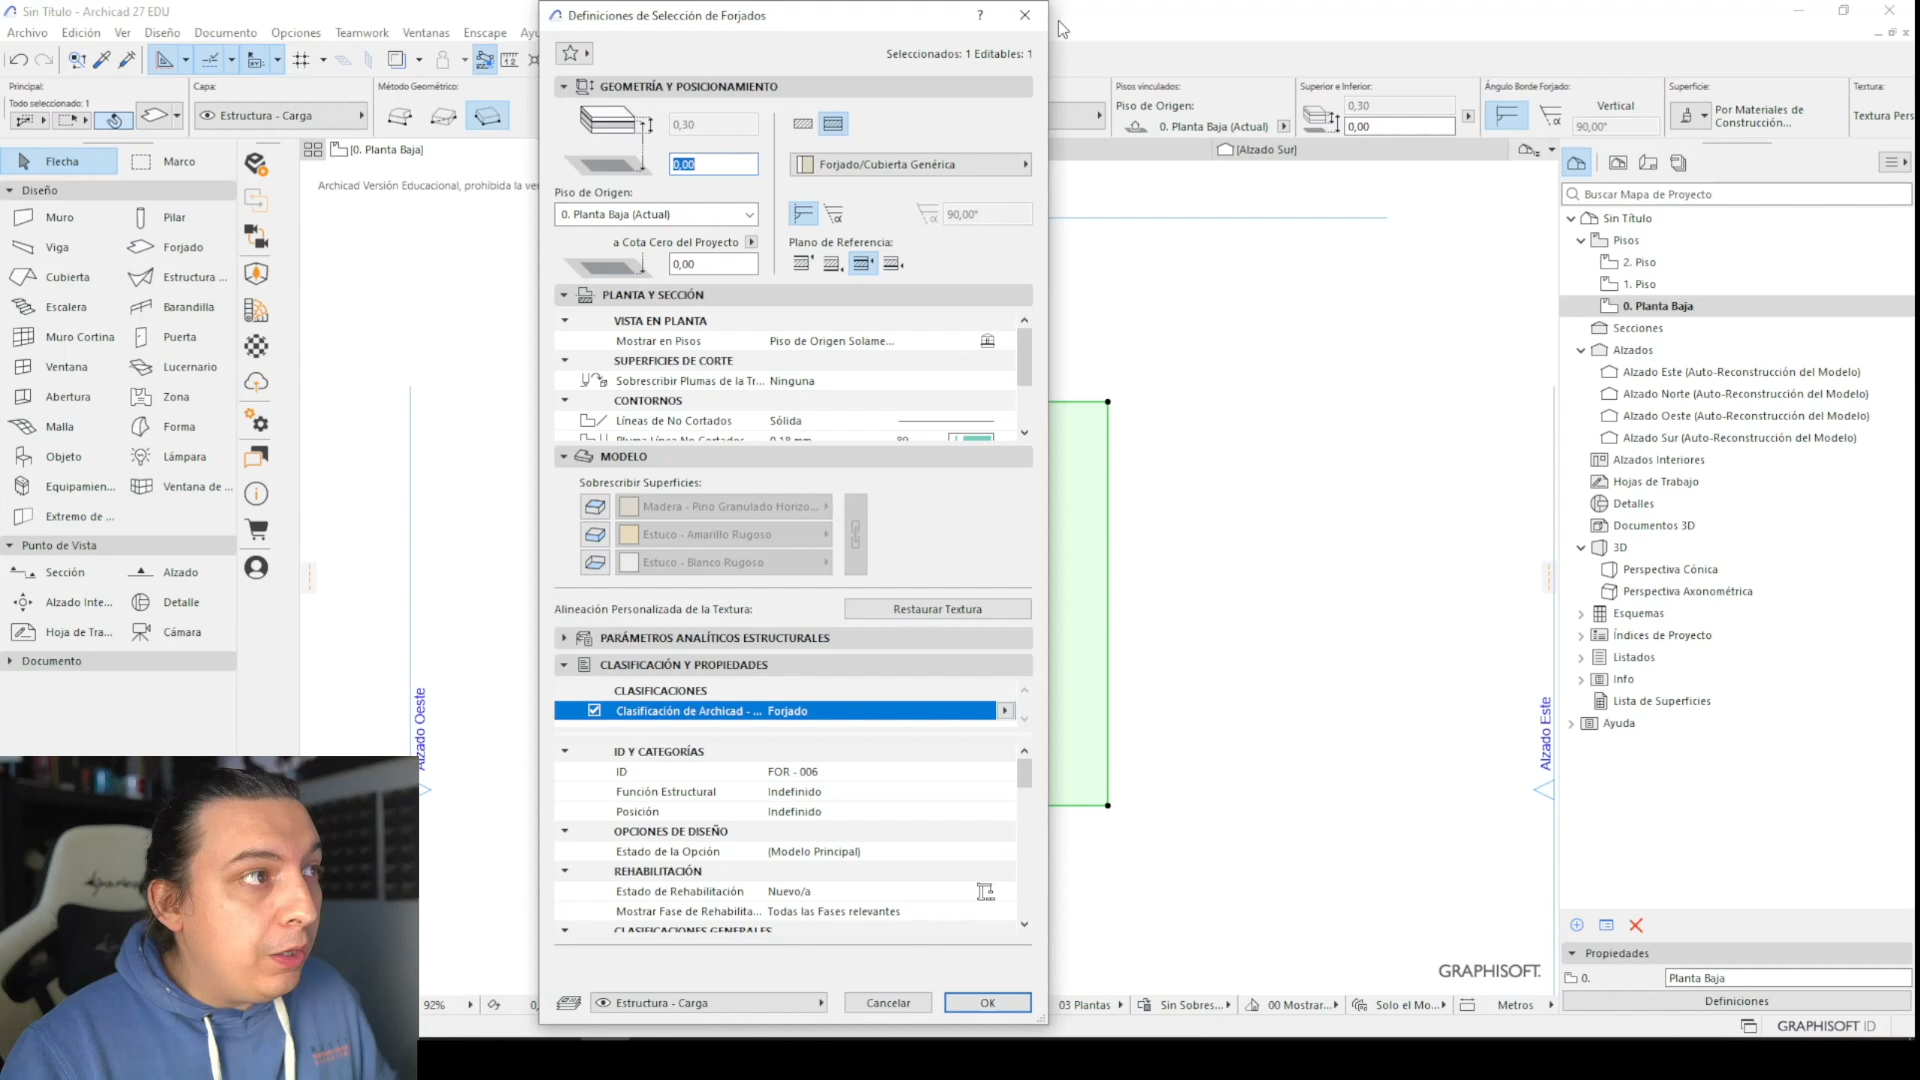 Sin Título - Archicad 27 EDU
Archivo Edición Ver Diseño Documento Opciones Teamwork Ventanas Enscape Ayu
Principal:
Todo seleccionado: 1
Capa:
Estructura - Carga
Método Geométrico:
Flecha
Marco
Diseño
Muro
Pilar
Viga
Forjado
Cubierta
Estructura ...
Escalera
Barandilla
Muro Cortina
Puerta
Ventana
Lucernario
Abertura
Zona
Malla
Forma
Objeto
Lámpara
Equipamien...
Ventana de ...
Extremo de ...
Punto de Vista
Sección
Alzado
Alzado Inte...
Detalle
Hoja de Tra...
Cámara
Documento
[0. Planta Baja]
Archicad Versión Educacional, prohibida la ve
Alzado Oeste
92%
Definiciones de Selección de Forjados
?
Seleccionados: 1 Editables: 1
GEOMETRÍA Y POSICIONAMIENTO
0,30
0,00
Forjado/Cubierta Genérica
Piso de Origen:
0. Planta Baja (Actual)
90,00°
a Cota Cero del Proyecto
Plano de Referencia:
0,00
PLANTA Y SECCIÓN
VISTA EN PLANTA
Mostrar en Pisos Piso de Origen Solame...
SUPERFICIES DE CORTE
Sobrescribir Plumas de la Tr... Ninguna
CONTORNOS
Líneas de No Cortados Sólida
Pluma Línea No Cortados 0.18 mm
MODELO
Sobrescribir Superficies:
Madera - Pino Granulado Horizo...
Estuco - Amarillo Rugoso
Estuco - Blanco Rugoso
Alineación Personalizada de la Textura:
Restaurar Textura
PARÁMETROS ANALÍTICOS ESTRUCTURALES
CLASIFICACIÓN Y PROPIEDADES
CLASIFICACIONES
Clasificación de Archicad - ... Forjado
ID Y CATEGORÍAS
ID FOR - 006
Función Estructural Indefinido
Posición Indefinido
OPCIONES DE DISEÑO
Estado de la Opción (Modelo Principal)
REHABILITACIÓN
Estado de Rehabilitación Nuevo/a
Mostrar Fase de Rehabilita... Todas las Fases relevantes
CLASIFICACIONES GENERALES
Estructura - Carga
Cancelar
OK
Pisos vinculados:
Piso de Origen:
0. Planta Baja (Actual)
Superior e Inferior:
0,30
0,00
Ángulo Borde Forjado:
Vertical
90,00°
Superficie:
Por Materiales de
Construcción...
Textura:
Textura Pers
[Alzado Sur]
Alzado Este
GRAPHISOFT.
03 Plantas
Sin Sobres...
00 Mostrar...
Solo el Mo...
Metros
Buscar Mapa de Proyecto
Sin Título
Pisos
2. Piso
1. Piso
0. Planta Baja
Secciones
Alzados
Alzado Este (Auto-Reconstrucción del Modelo)
Alzado Norte (Auto-Reconstrucción del Modelo)
Alzado Oeste (Auto-Reconstrucción del Modelo)
Alzado Sur (Auto-Reconstrucción del Modelo)
Alzados Interiores
Hojas de Trabajo
Detalles
Documentos 3D
3D
Perspectiva Cónica
Perspectiva Axonométrica
Esquemas
Índices de Proyecto
Listados
Info
Lista de Superficies
Ayuda
Propiedades
0. Planta Baja
Definiciones
GRAPHISOFT ID